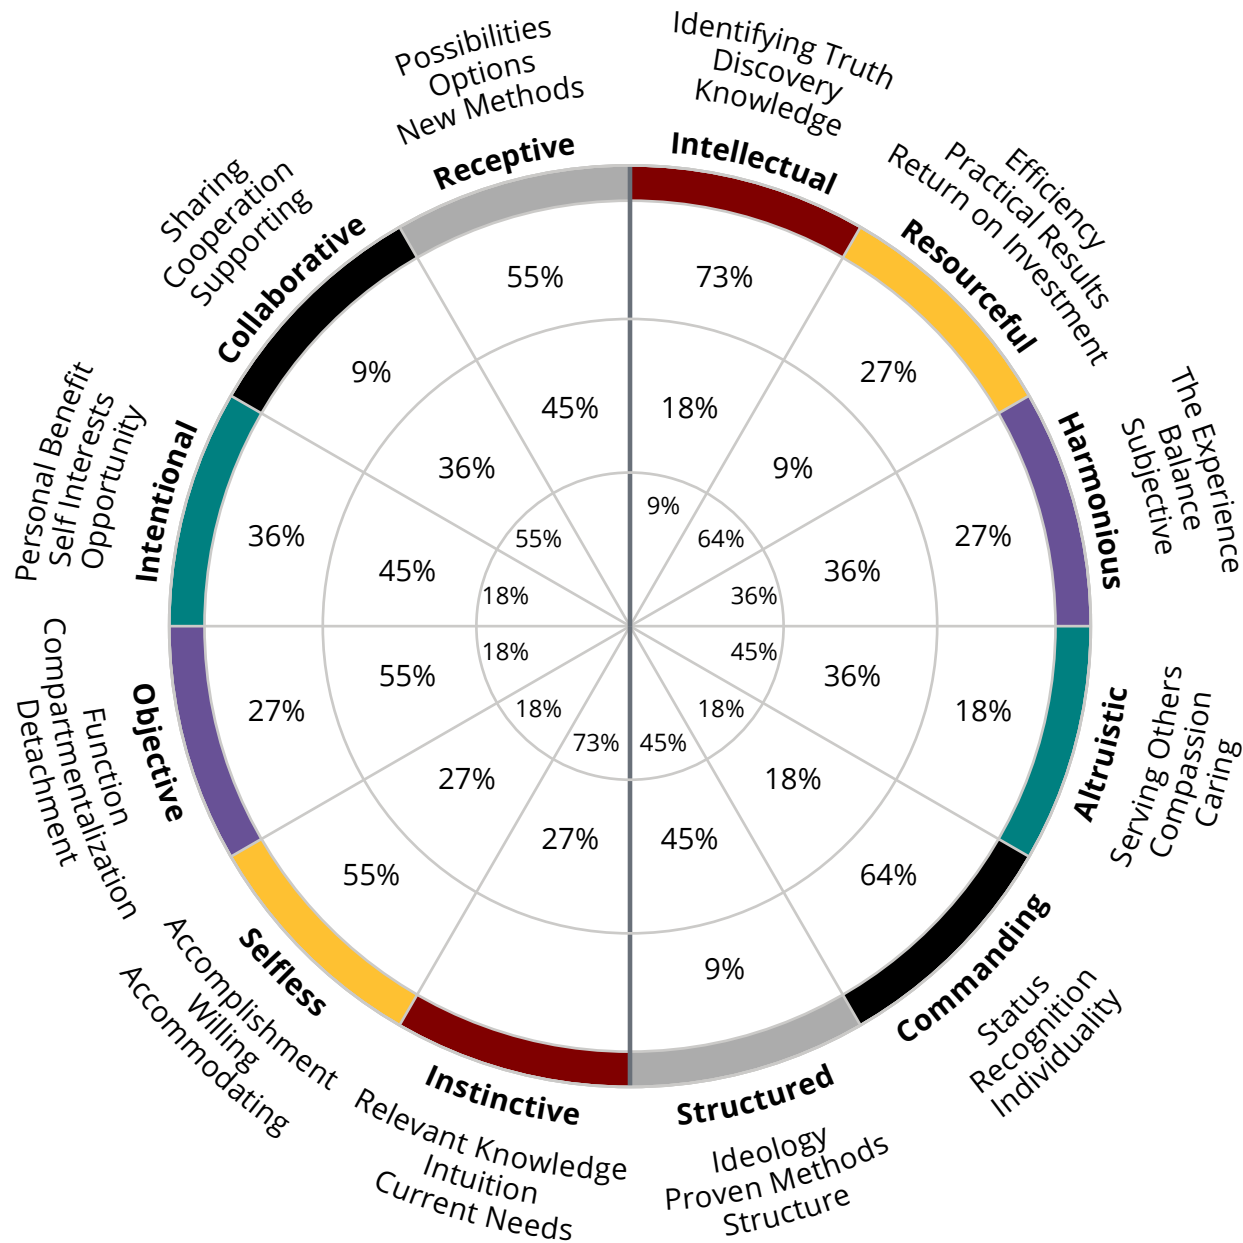 Identifying Truth
Discovery
Knowledge
Intellectual
73%
18%
9%
Efficiency
Practical Results
Return on Investment
Resourceful
27%
9%
64%
The Experience
Balance
Subjective
Harmonious
27%
36%
36%
Altruistic
Serving Others
Compassion
Caring
18%
36%
45%
Commanding
Status
Recognition
Individuality
64%
18%
18%
Structured
Ideology
Proven Methods
Structure
9%
45%
45%
Instinctive
Relevant Knowledge
Intuition
Current Needs
27%
73%
Selfless
Accomplishment
Willing
Accommodating
55%
27%
18%
Objective
Function
Compartmentalization
Detachment
27%
55%
18%
Personal Benefit
Self Interests
Opportunity
Intentional
36%
45%
18%
Sharing
Cooperation
Supporting
Collaborative
9%
36%
55%
Possibilities
Options
New Methods
Receptive
55%
45%